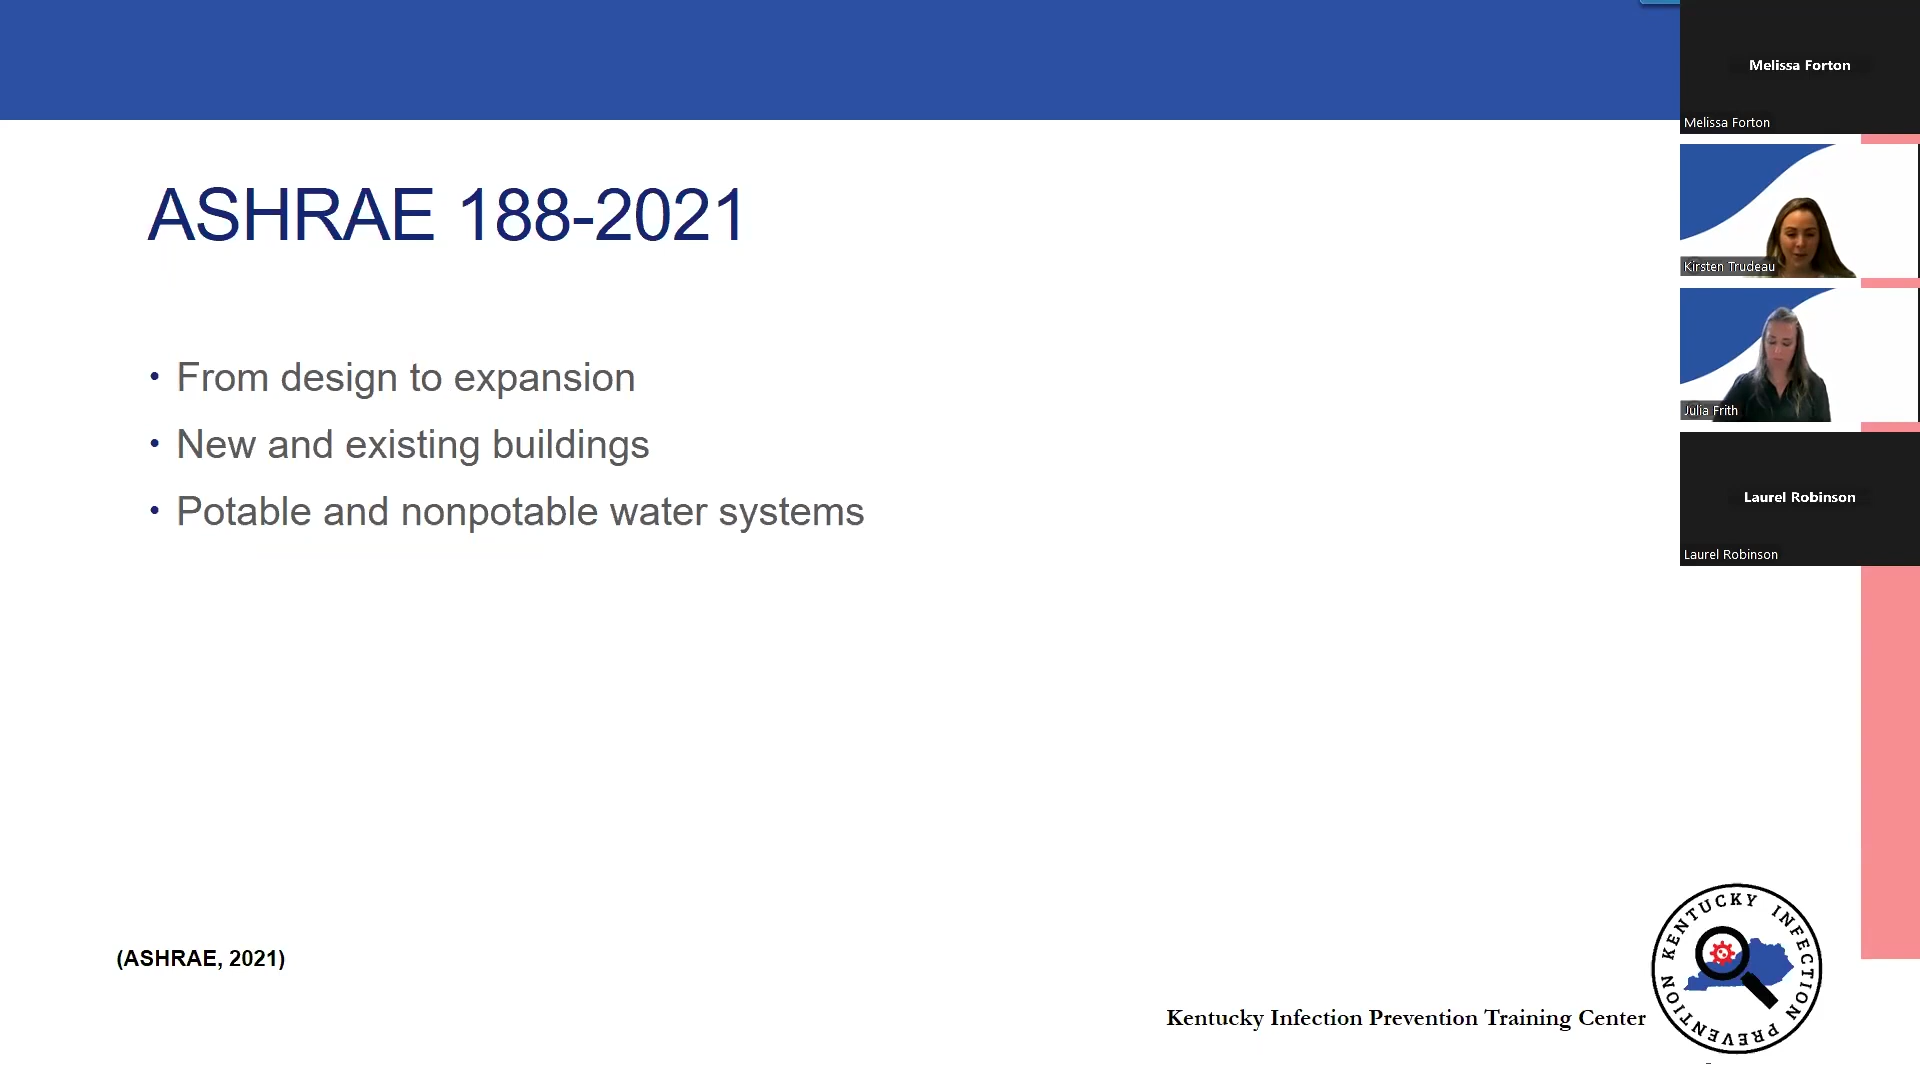 ASHRAE 188-2021
• From design to expansion
• New and existing buildings
• Potable and nonpotable water systems
(ASHRAE, 2021)
Kentucky Infection Prevention Training Center
KENTUCKY INFECTION PREVENTION
Melissa Forton
Melissa Forton
Kirsten Trudeau
Julia Frith
Laurel Robinson
Laurel Robinson